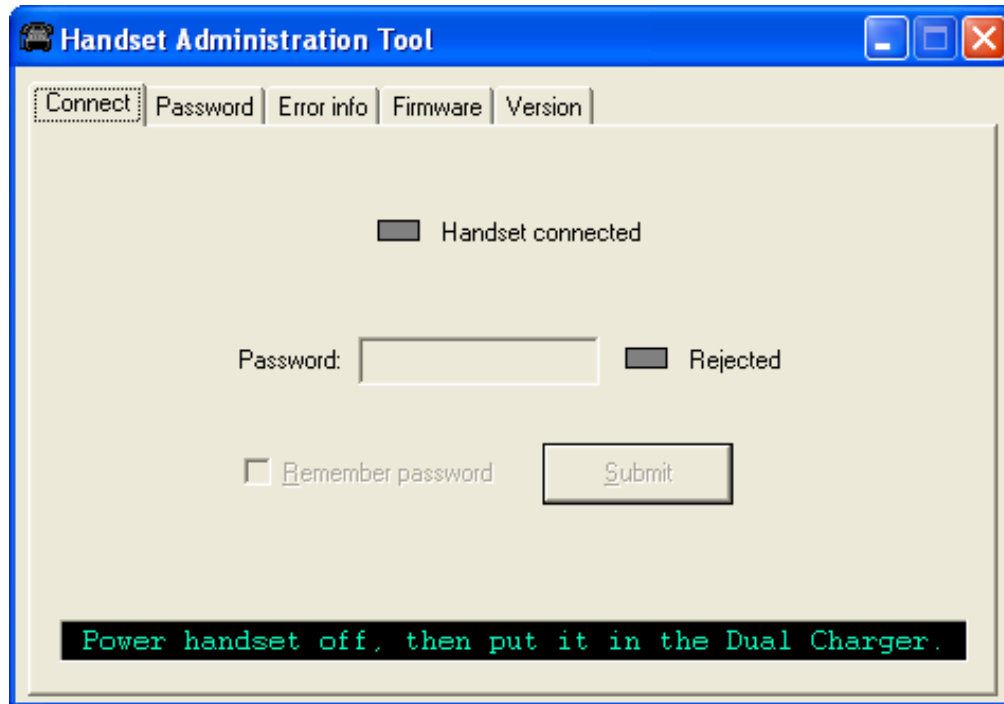 Handset Administration Tool
Connect Password Error info Firmware Version
Handset connected
Password: Rejected
Remember password Submit
Power handset off, then put it in the Dual Charger.